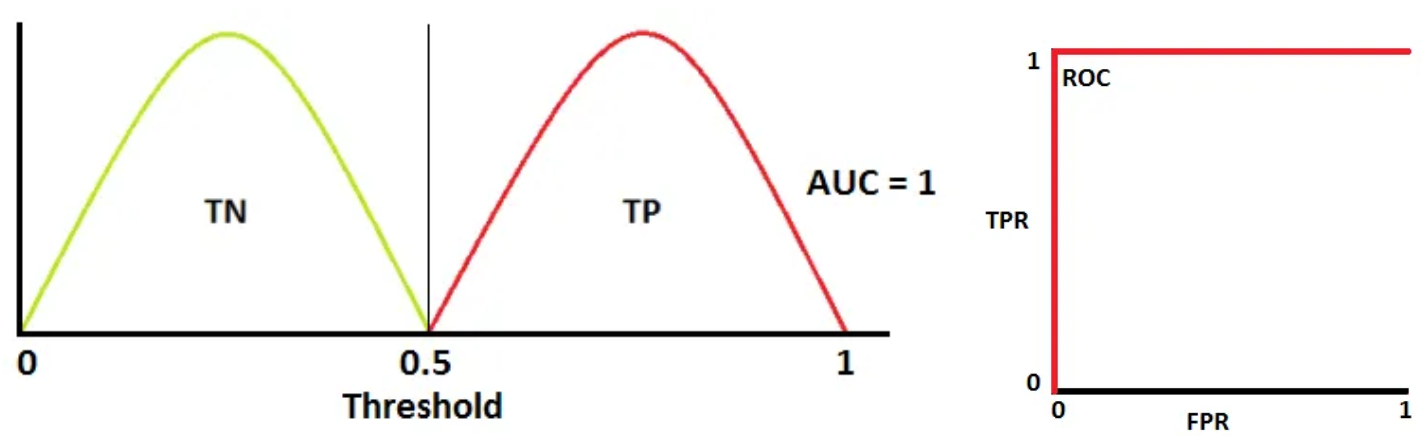 TN
TP
AUC = 1
0
0.5
1
Threshold
1
ROC
TPR
0
0
1
FPR